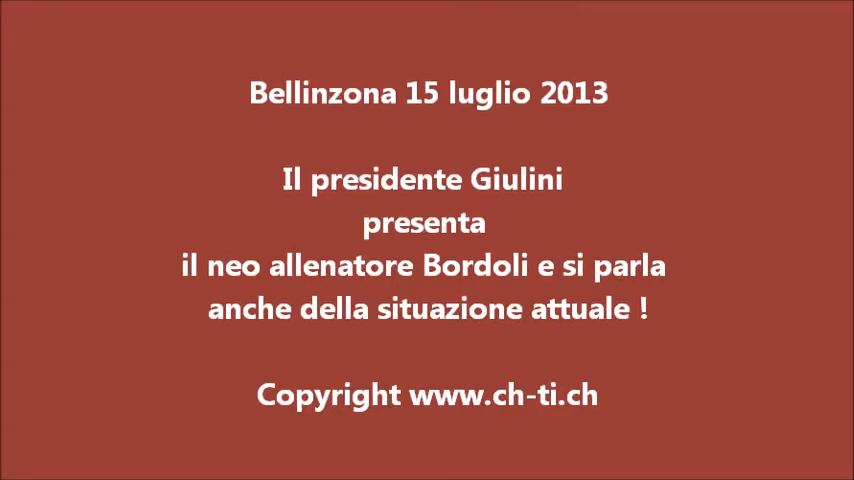 Bellinzona 15 luglio 2013
Il presidente Giulini
presenta
il neo allenatore Bordoli e si parla
anche della situazione attuale !
Copyright www.ch-ti.ch